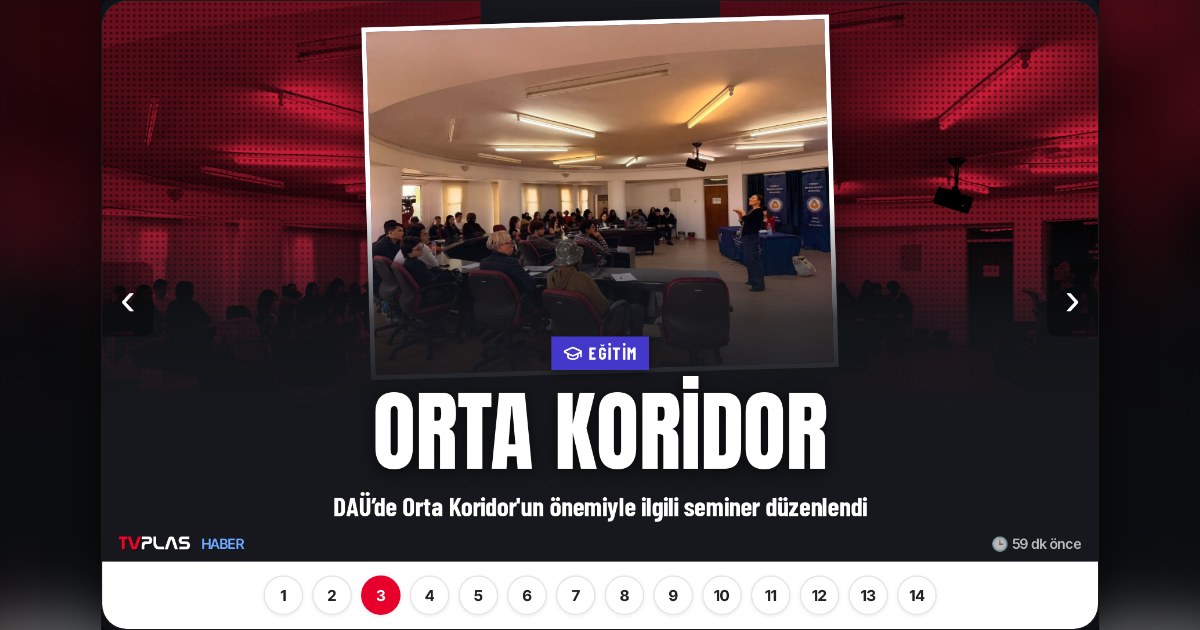 EĞİTİM
ORTA KORİDOR
DAÜ'de Orta Koridor'un önemiyle ilgili seminer düzenlendi
TVPLAS HABER
59 dk önce
1 2 3 4 5 6 7 8 9 10 11 12 13 14